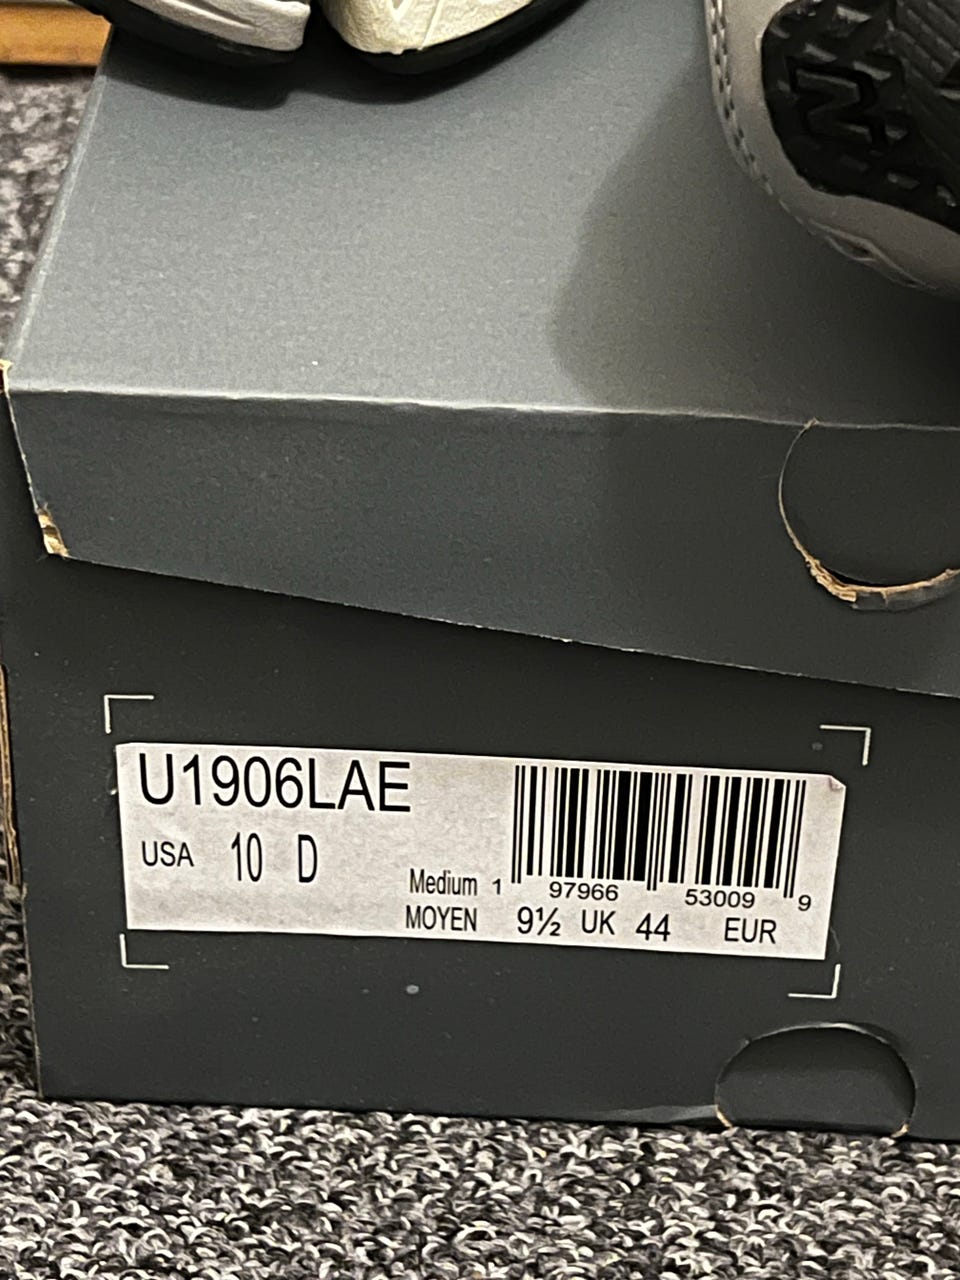 U1906LAE
USA 10 D
Medium 1 97966 53009 9
MOYEN 9½ UK 44 EUR